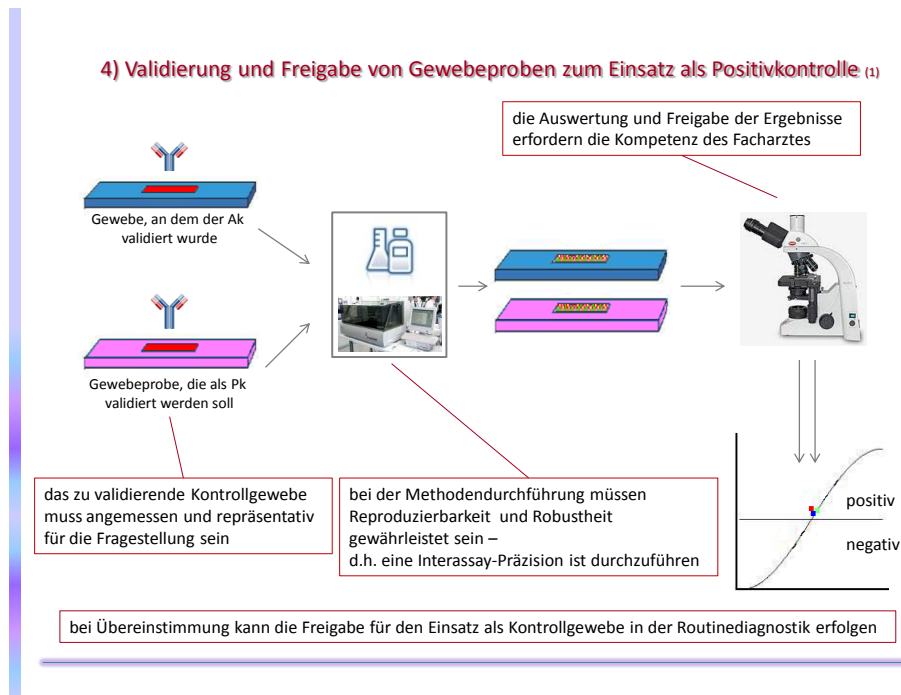 4) Validierung und Freigabe von Gewebeproben zum Einsatz als Positivkontrolle (1)
die Auswertung und Freigabe der Ergebnisse
erfordern die Kompetenz des Facharztes
Gewebe, an dem der Ak
validiert wurde
Gewebeprobe, die als Pk
validiert werden soll
das zu validierende Kontrollgewebe
muss angemessen und repräsentativ
für die Fragestellung sein
bei der Methodendurchführung müssen
Reproduzierbarkeit und Robustheit
gewährleistet sein –
d.h. eine Interassay-Präzision ist durchzuführen
positiv
negativ
bei Übereinstimmung kann die Freigabe für den Einsatz als Kontrollgewebe in der Routinediagnostik erfolgen